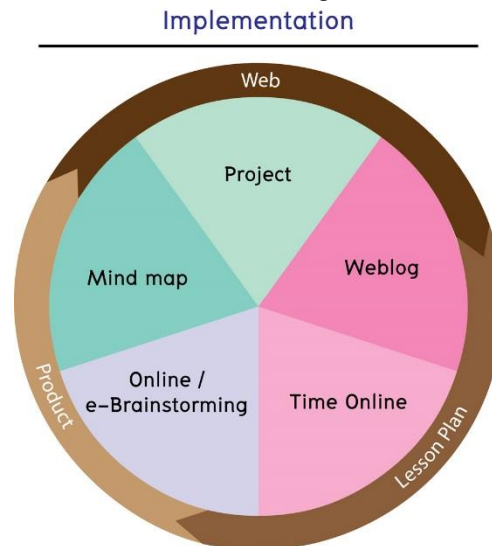 Implementation
Web
Project
Weblog
Mind map
Online /
e-Brainstorming
Time Online
Product
Lesson Plan